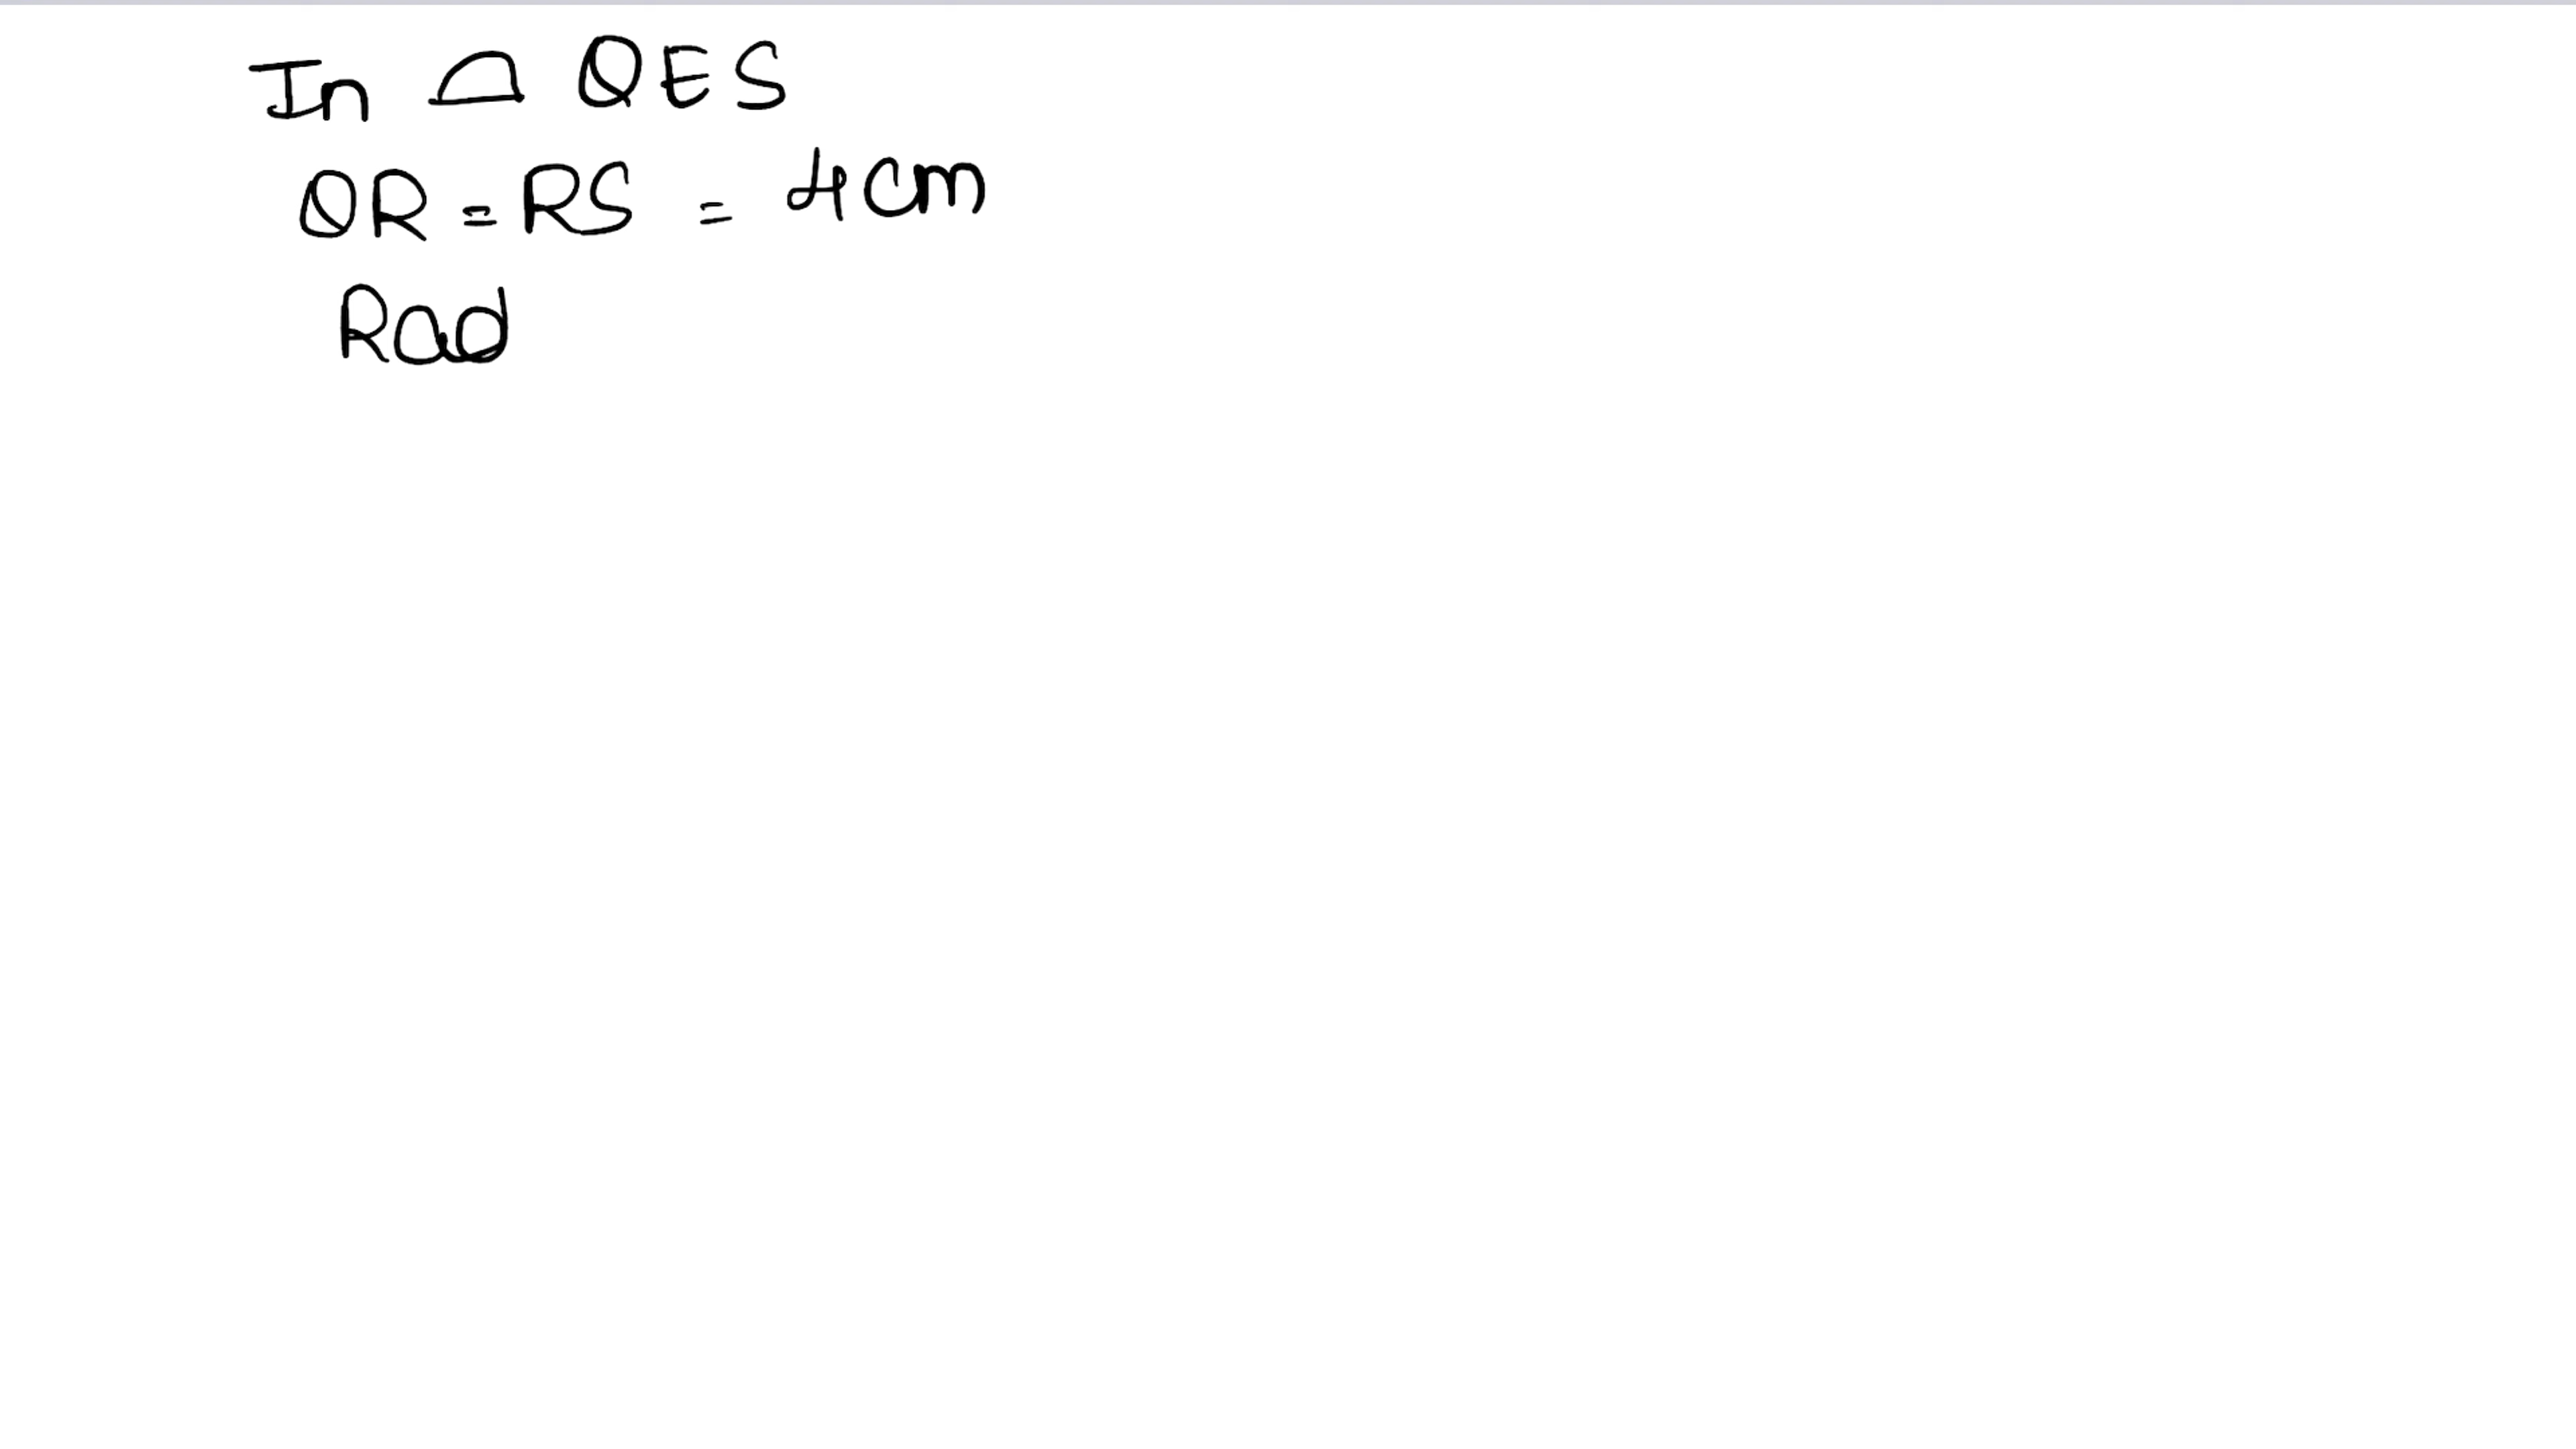 In △ QES
QR = RS = 4cm
Rad